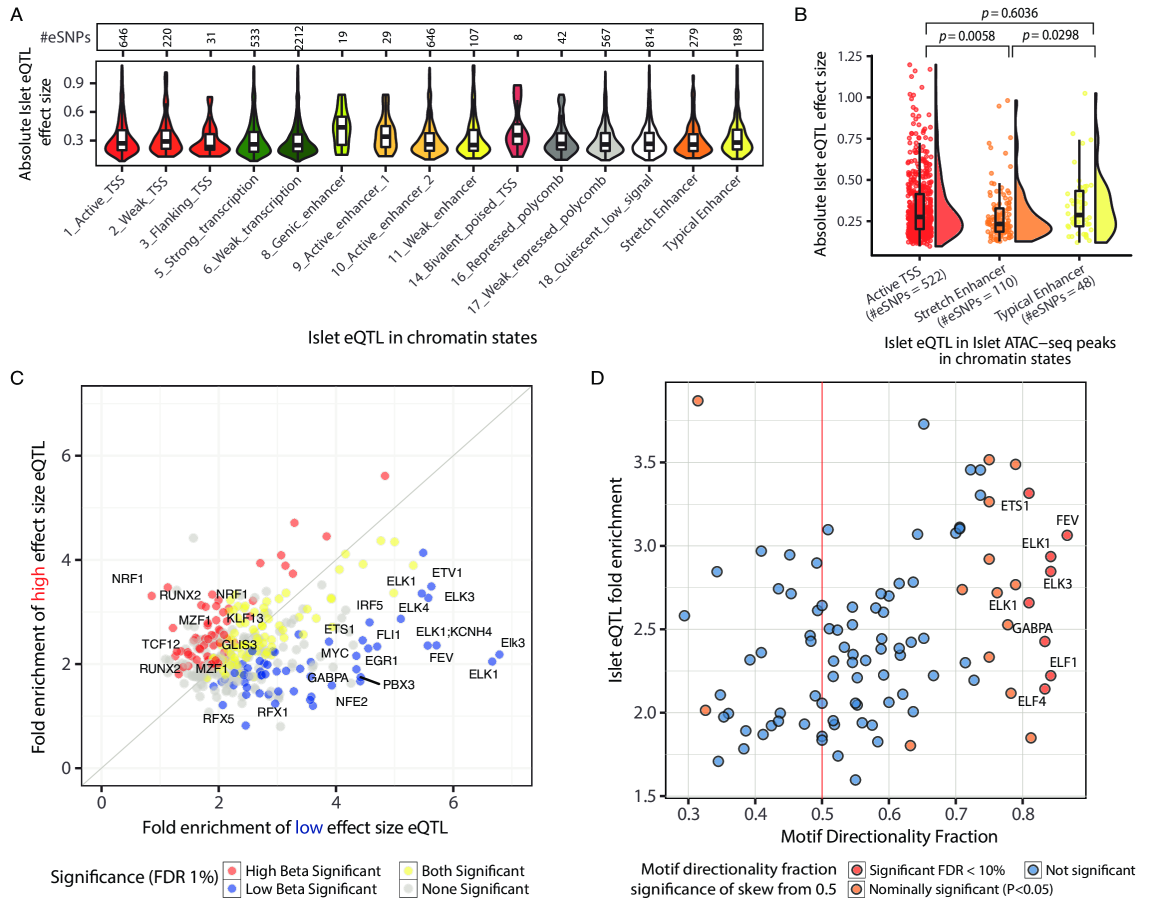 A
#eSNPs
646 220 31 533 2212 19 29 646 107 8 42 567 814 279 189
Absolute Islet eQTL
effect size
0.9
0.6
0.3
1_Active_TSS
2_Weak_TSS
3_Flanking_TSS
5_Strong_transcription
6_Weak_transcription
8_Genic_enhancer
9_Active_enhancer_1
10_Active_enhancer_2
11_Weak_enhancer
14_Bivalent_poised_TSS
16_Repressed_polycomb
17_Weak_repressed_polycomb
18_Quiescent_low_signal
Stretch Enhancer
Typical Enhancer
Islet eQTL in chromatin states
B
p = 0.6036
p = 0.0058
p = 0.0298
Absolute Islet eQTL effect size
1.25
1.00
0.75
0.50
0.25
Active TSS
(#eSNPs = 522)
Stretch Enhancer
(#eSNPs = 110)
Typical Enhancer
(#eSNPs = 48)
Islet eQTL in Islet ATAC−seq peaks
in chromatin states
C
Fold enrichment of high effect size eQTL
6
4
2
0
NRF1
RUNX2
NRF1
MZF1
KLF13
TCF12
GLIS3
RUNX2
MZF1
RFX5
RFX1
ETV1
ELK1
ELK3
IRF5
ELK4
ETS1
FLI1
ELK1;KCNH4
MYC
EGR1
FEV
Elk3
ELK1
GABPA
PBX3
NFE2
0 2 4 6
Fold enrichment of low effect size eQTL
Significance (FDR 1%)
High Beta Significant
Both Significant
Low Beta Significant
None Significant
D
Islet eQTL fold enrichment
3.5
3.0
2.5
2.0
1.5
ETS1
FEV
ELK1
ELK3
ELK1
GABPA
ELF1
ELF4
0.3 0.4 0.5 0.6 0.7 0.8
Motif Directionality Fraction
Motif directionality fraction
significance of skew from 0.5
Significant FDR < 10%
Not significant
Nominally significant (P<0.05)